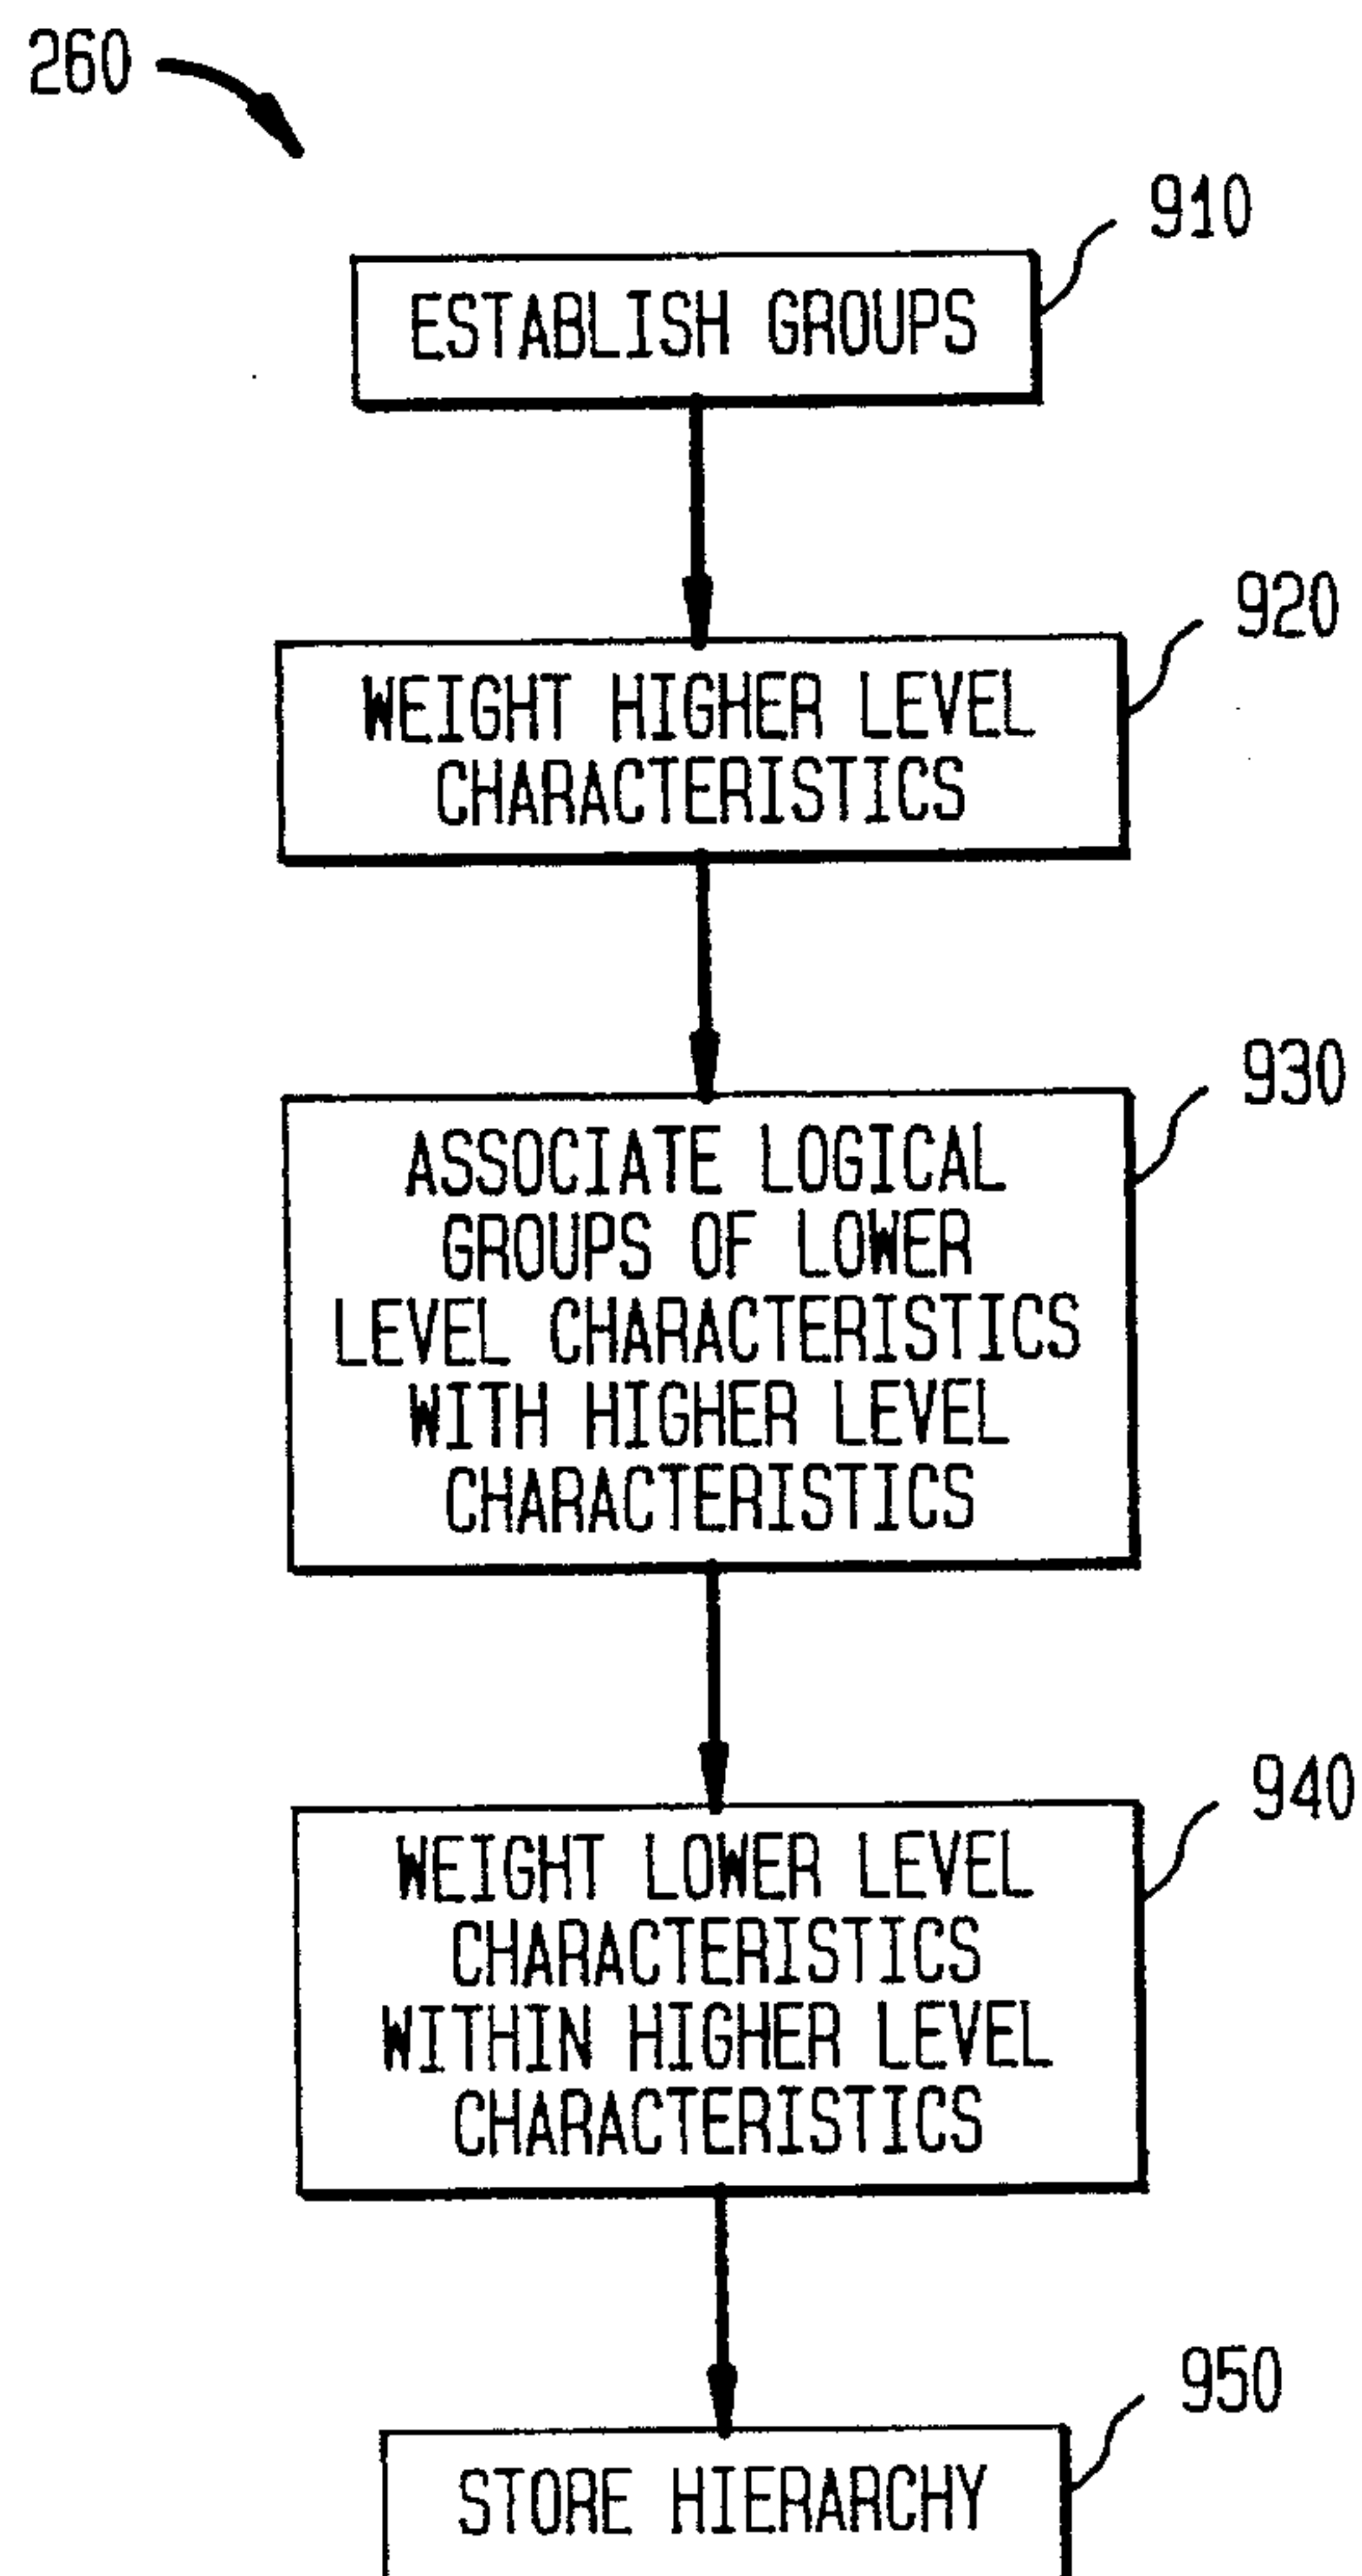 260
910
ESTABLISH GROUPS
920
WEIGHT HIGHER LEVEL
CHARACTERISTICS
930
ASSOCIATE LOGICAL
GROUPS OF LOWER
LEVEL CHARACTERISTICS
WITH HIGHER LEVEL
CHARACTERISTICS
940
WEIGHT LOWER LEVEL
CHARACTERISTICS
WITHIN HIGHER LEVEL
CHARACTERISTICS
950
STORE HIERARCHY